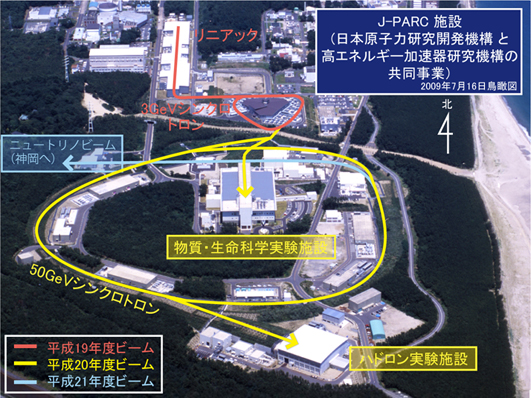 J-PARC 施設
（日本原子力研究開発機構 と
高エネルギー加速器研究機構の
共同事業）
2009年7月16日鳥瞰図
北
リニアック
3GeVシンクロ
トロン
ニュートリノビーム
（神岡へ）
物質・生命科学実験施設
50GeVシンクロトロン
ハドロン実験施設
平成19年度ビーム
平成20年度ビーム
平成21年度ビーム